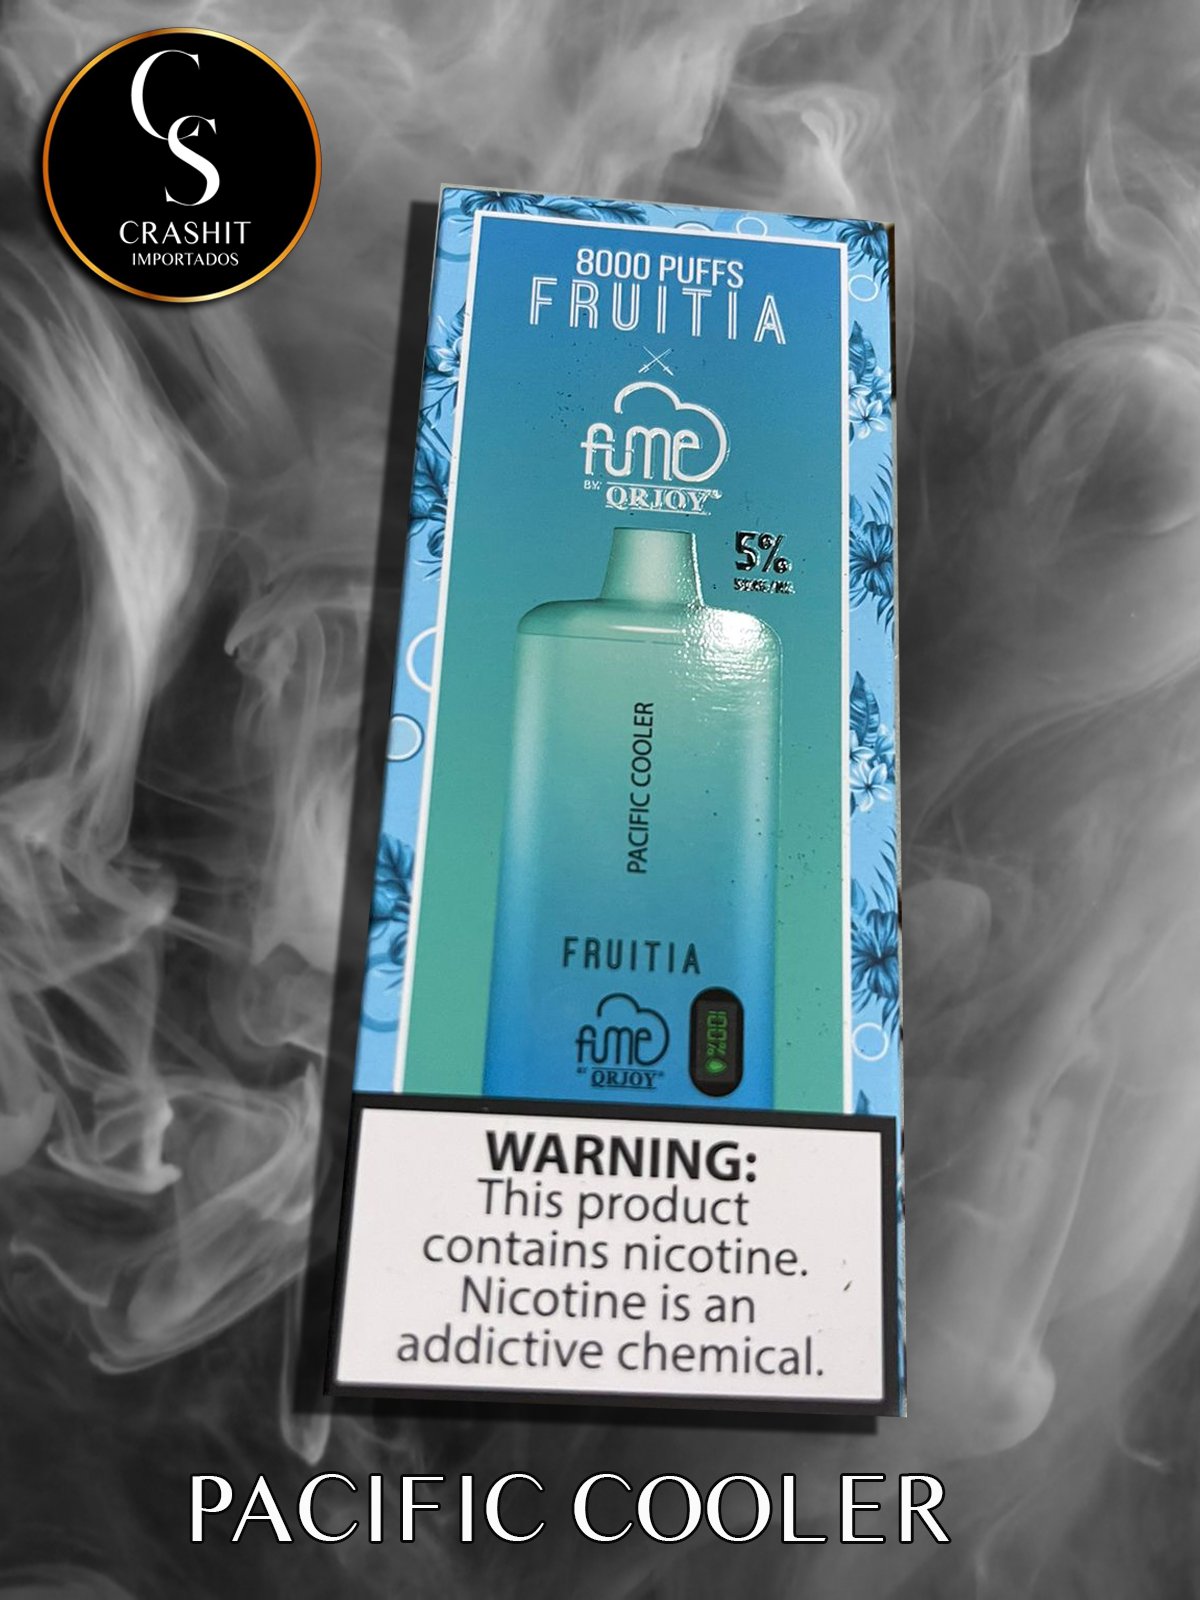 CS
CRASHIT
IMPORTADOS
8000 PUFFS
FRUITIA
fume
BY: QRJOY
5%
PACIFIC COOLER
FRUITIA
fume
BY QRJOY
100%
WARNING:
This product
contains nicotine.
Nicotine is an
addictive chemical.
PACIFIC COOLER